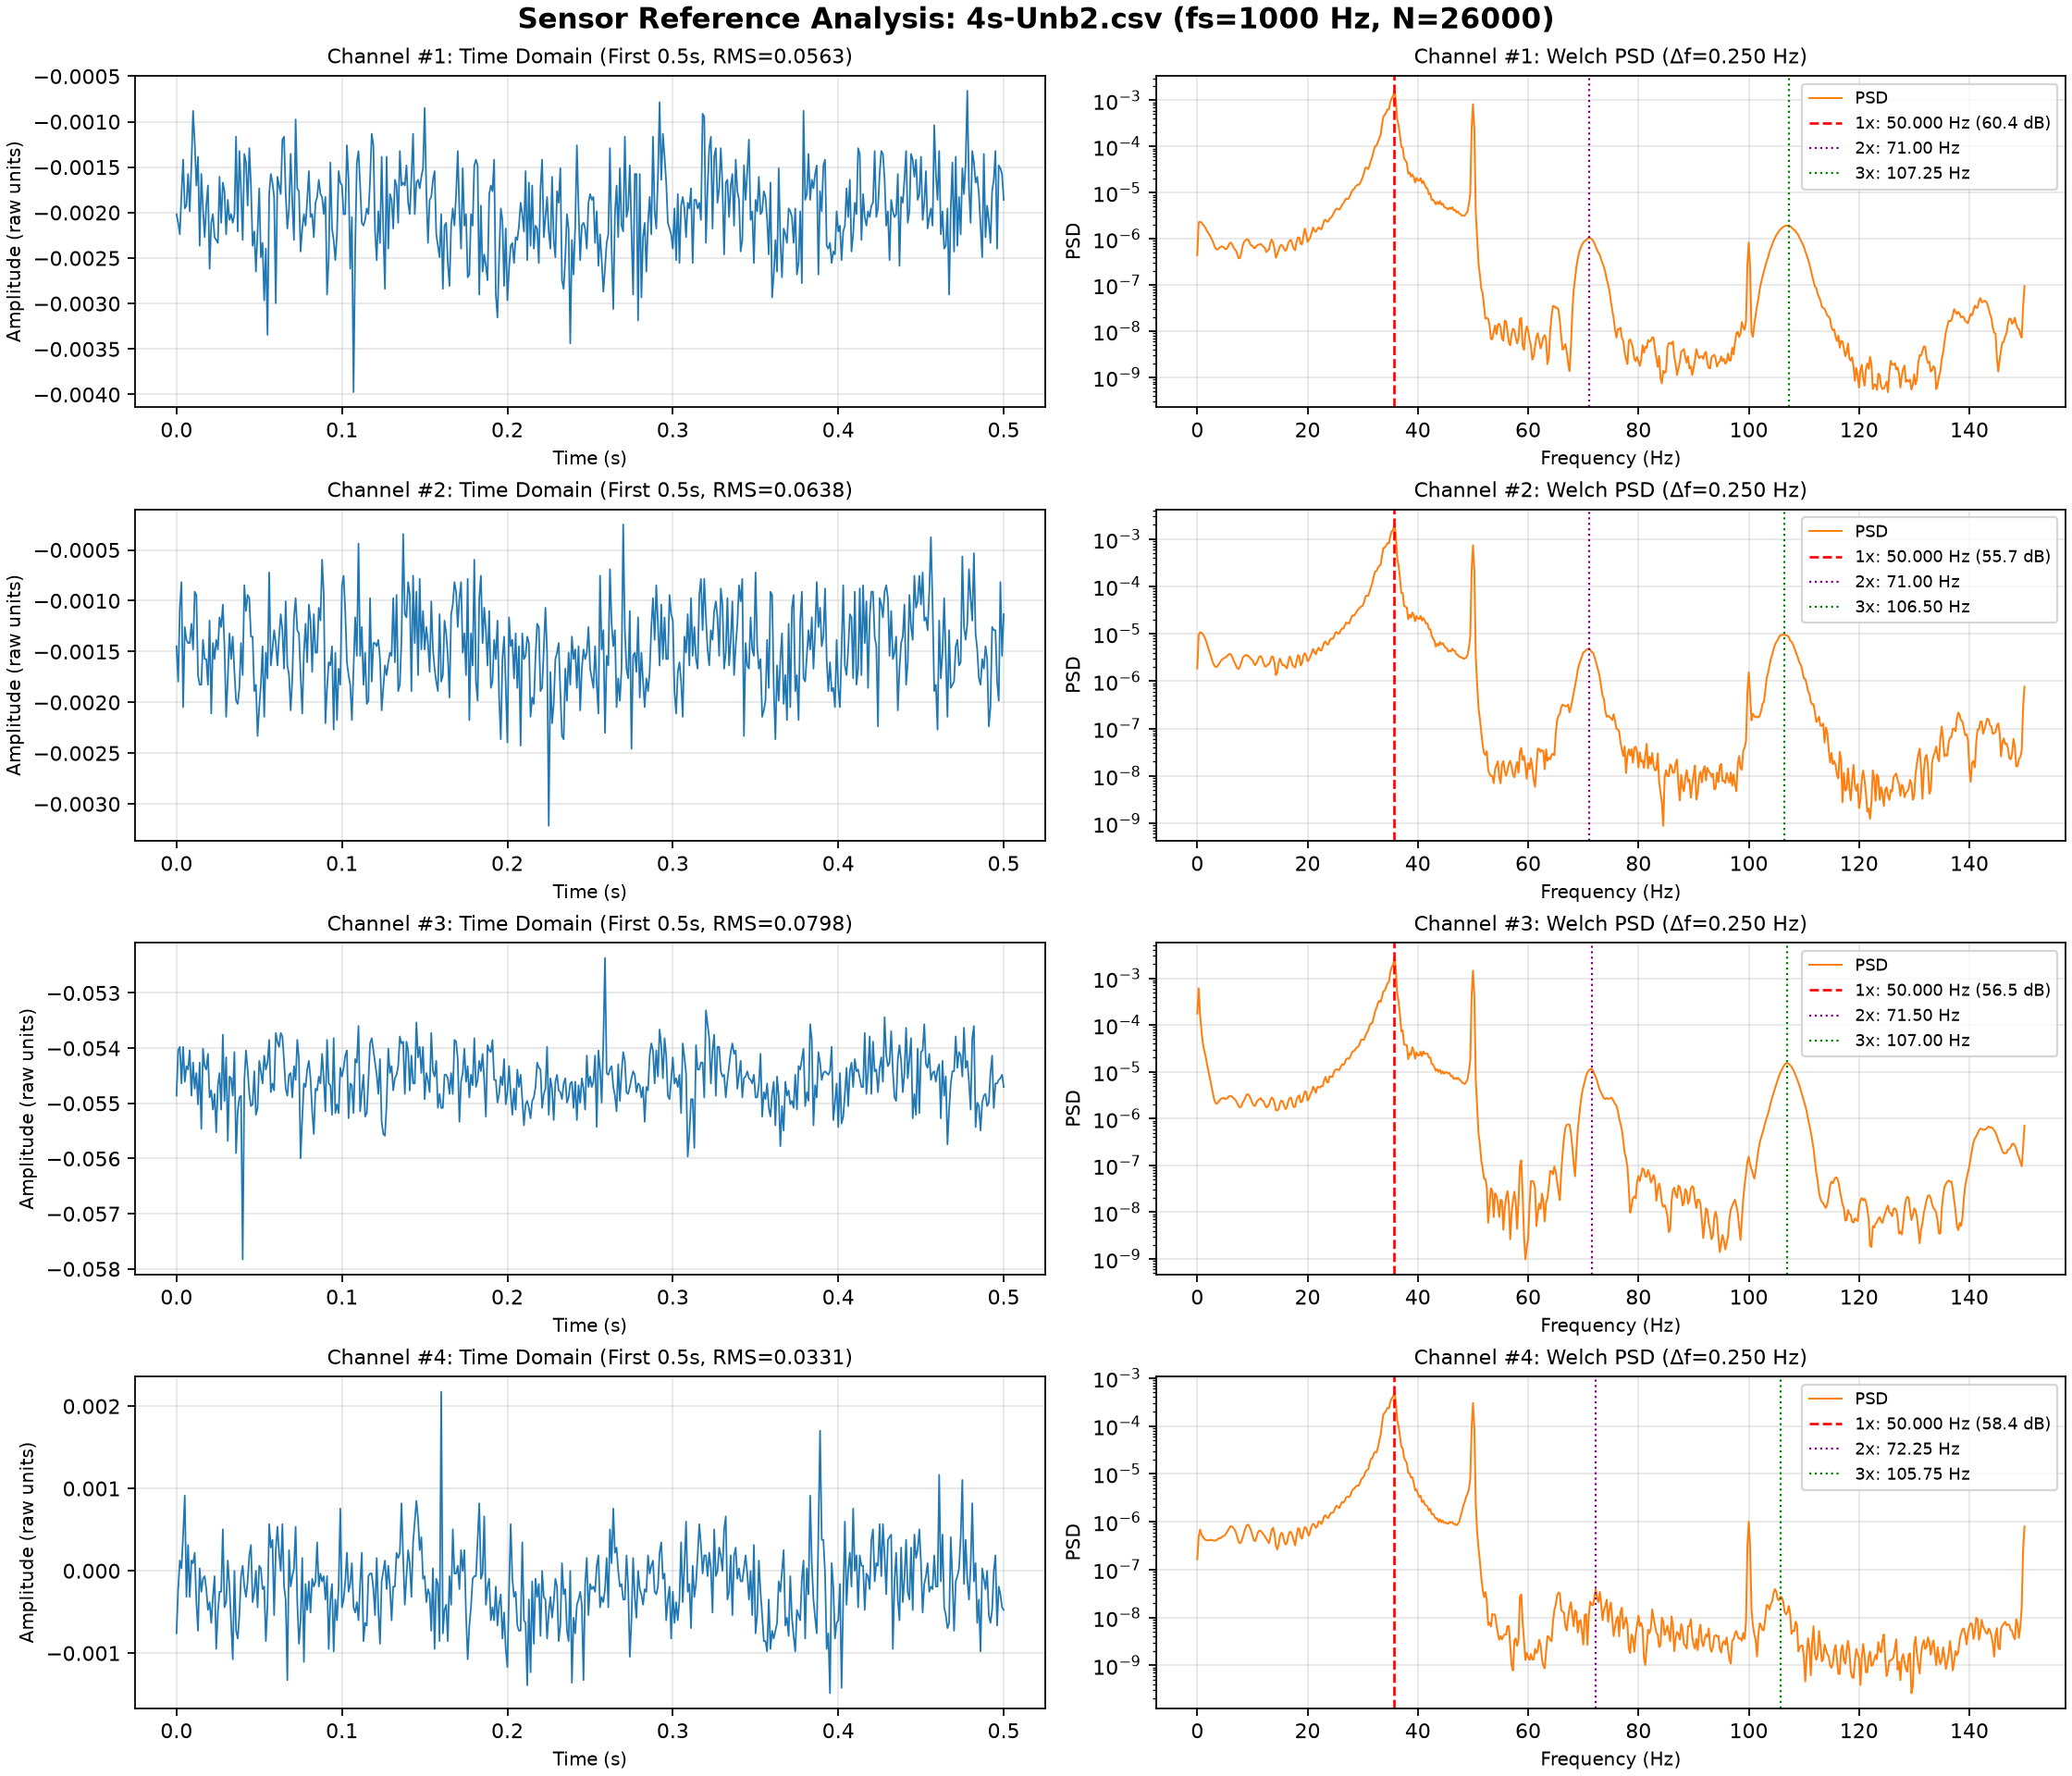 Sensor Reference Analysis: 4s-Unb2.csv (fs=1000 Hz, N=26000)
Channel #1: Time Domain (First 0.5s, RMS=0.0563)
Amplitude (raw units)
−0.0005
−0.0010
−0.0015
−0.0020
−0.0025
−0.0030
−0.0035
−0.0040
0.0 0.1 0.2 0.3 0.4 0.5
Time (s)
Channel #1: Welch PSD (Δf=0.250 Hz)
PSD
10⁻³
10⁻⁴
10⁻⁵
10⁻⁶
10⁻⁷
10⁻⁸
10⁻⁹
PSD
1x: 50.000 Hz (60.4 dB)
2x: 71.00 Hz
3x: 107.25 Hz
0 20 40 60 80 100 120 140
Frequency (Hz)
Channel #2: Time Domain (First 0.5s, RMS=0.0638)
Amplitude (raw units)
−0.0005
−0.0010
−0.0015
−0.0020
−0.0025
−0.0030
0.0 0.1 0.2 0.3 0.4 0.5
Time (s)
Channel #2: Welch PSD (Δf=0.250 Hz)
PSD
10⁻³
10⁻⁴
10⁻⁵
10⁻⁶
10⁻⁷
10⁻⁸
10⁻⁹
PSD
1x: 50.000 Hz (55.7 dB)
2x: 71.00 Hz
3x: 106.50 Hz
0 20 40 60 80 100 120 140
Frequency (Hz)
Channel #3: Time Domain (First 0.5s, RMS=0.0798)
Amplitude (raw units)
−0.053
−0.054
−0.055
−0.056
−0.057
−0.058
0.0 0.1 0.2 0.3 0.4 0.5
Time (s)
Channel #3: Welch PSD (Δf=0.250 Hz)
PSD
10⁻³
10⁻⁴
10⁻⁵
10⁻⁶
10⁻⁷
10⁻⁸
10⁻⁹
PSD
1x: 50.000 Hz (56.5 dB)
2x: 71.50 Hz
3x: 107.00 Hz
0 20 40 60 80 100 120 140
Frequency (Hz)
Channel #4: Time Domain (First 0.5s, RMS=0.0331)
Amplitude (raw units)
0.002
0.001
0.000
−0.001
0.0 0.1 0.2 0.3 0.4 0.5
Time (s)
Channel #4: Welch PSD (Δf=0.250 Hz)
PSD
10⁻³
10⁻⁴
10⁻⁵
10⁻⁶
10⁻⁷
10⁻⁸
10⁻⁹
PSD
1x: 50.000 Hz (58.4 dB)
2x: 72.25 Hz
3x: 105.75 Hz
0 20 40 60 80 100 120 140
Frequency (Hz)